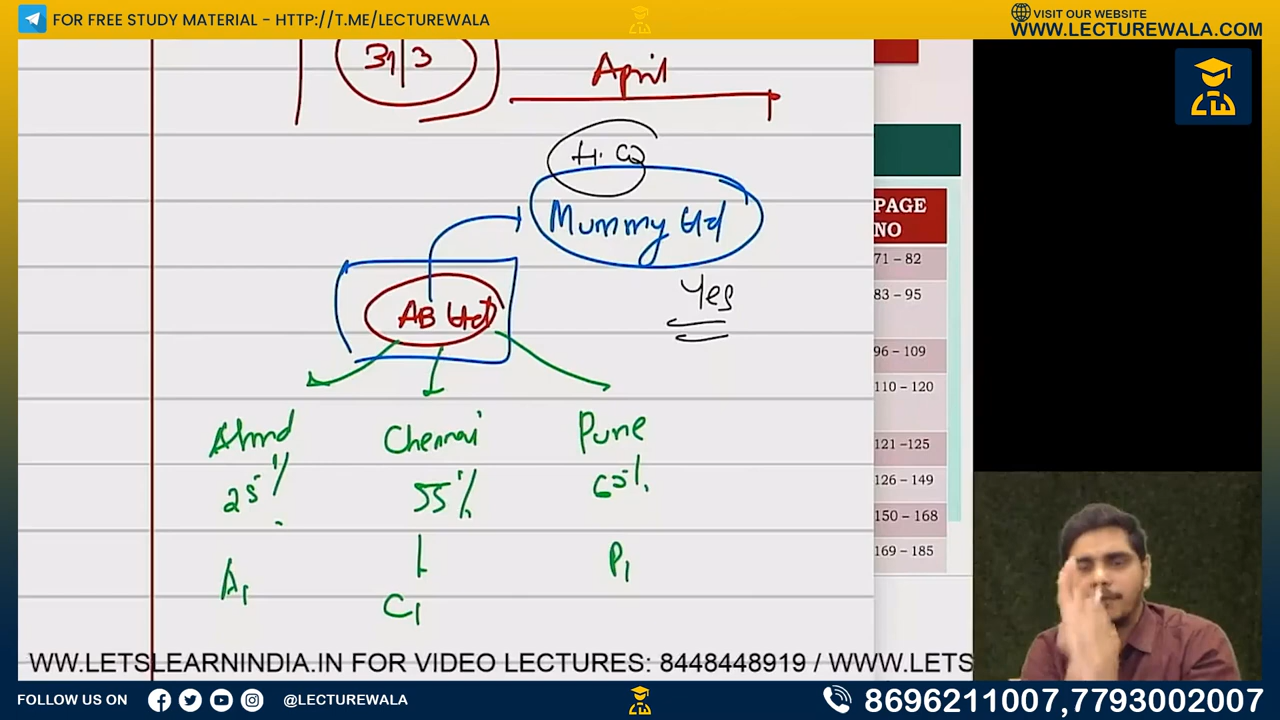 FOR FREE STUDY MATERIAL - HTTP://T.ME/LECTUREWALA
VISIT OUR WEBSITE
WWW.LECTUREWALA.COM
31/3
April
H. Co
Mummy Ltd
Yes
AB Ltd
Ahmd Chennai Pune
25% 55% 65%
A1 C1 P1
PAGE
NO
71 – 82
83 – 95
96 – 109
110 – 120
121 –125
126 – 149
150 – 168
169 – 185
WW.LETSLEARNINDIA.IN FOR VIDEO LECTURES: 8448448919 / WWW.LETS
FOLLOW US ON @LECTUREWALA 8696211007,7793002007